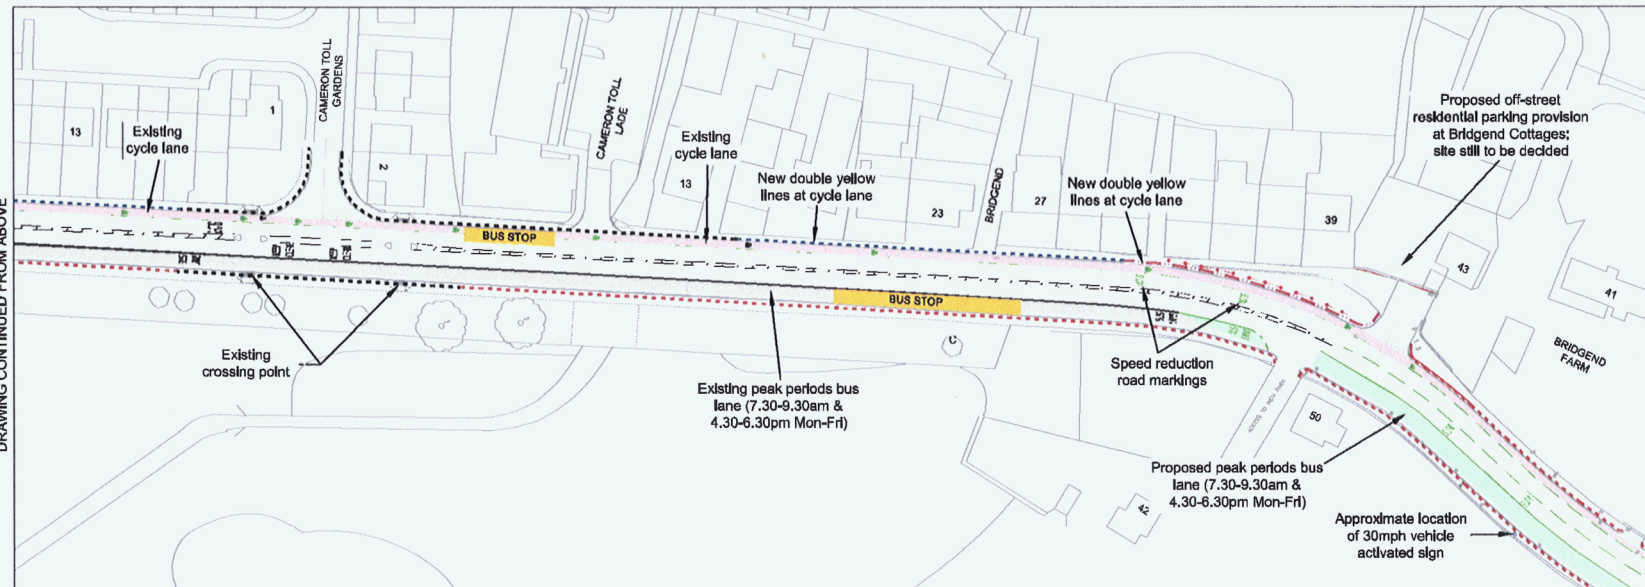 DRAWING CONTINUED FROM ABOVE
CAMERON TOLL
GARDENS
1
13
Existing
cycle lane
2
CAMERON TOLL
LADE
Existing
cycle lane
13
New double yellow
lines at cycle lane
23
BRIDGEND
27
New double yellow
lines at cycle lane
39
Proposed off-street
residential parking provision
at Bridgend Cottages;
site still to be decided
43
41
BRIDGEND
FARM
BUS STOP
BUS STOP
Existing
crossing point
Existing peak periods bus
lane (7.30-9.30am &
4.30-6.30pm Mon-Fri)
Speed reduction
road markings
ACCESS TO INCH PARK
50
42
Proposed peak periods bus
lane (7.30-9.30am &
4.30-6.30pm Mon-Fri)
Approximate location
of 30mph vehicle
activated sign